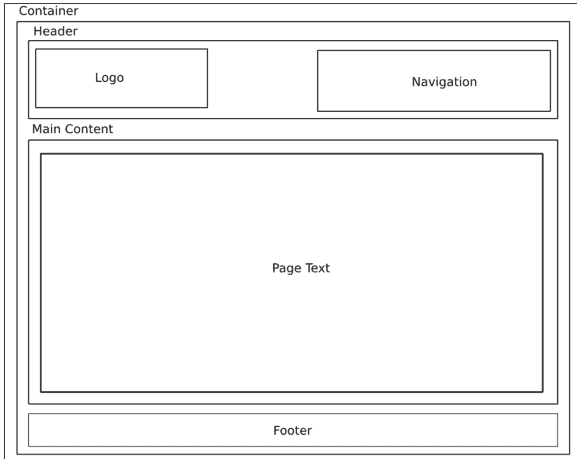 Container
Header
Logo
Navigation
Main Content
Page Text
Footer